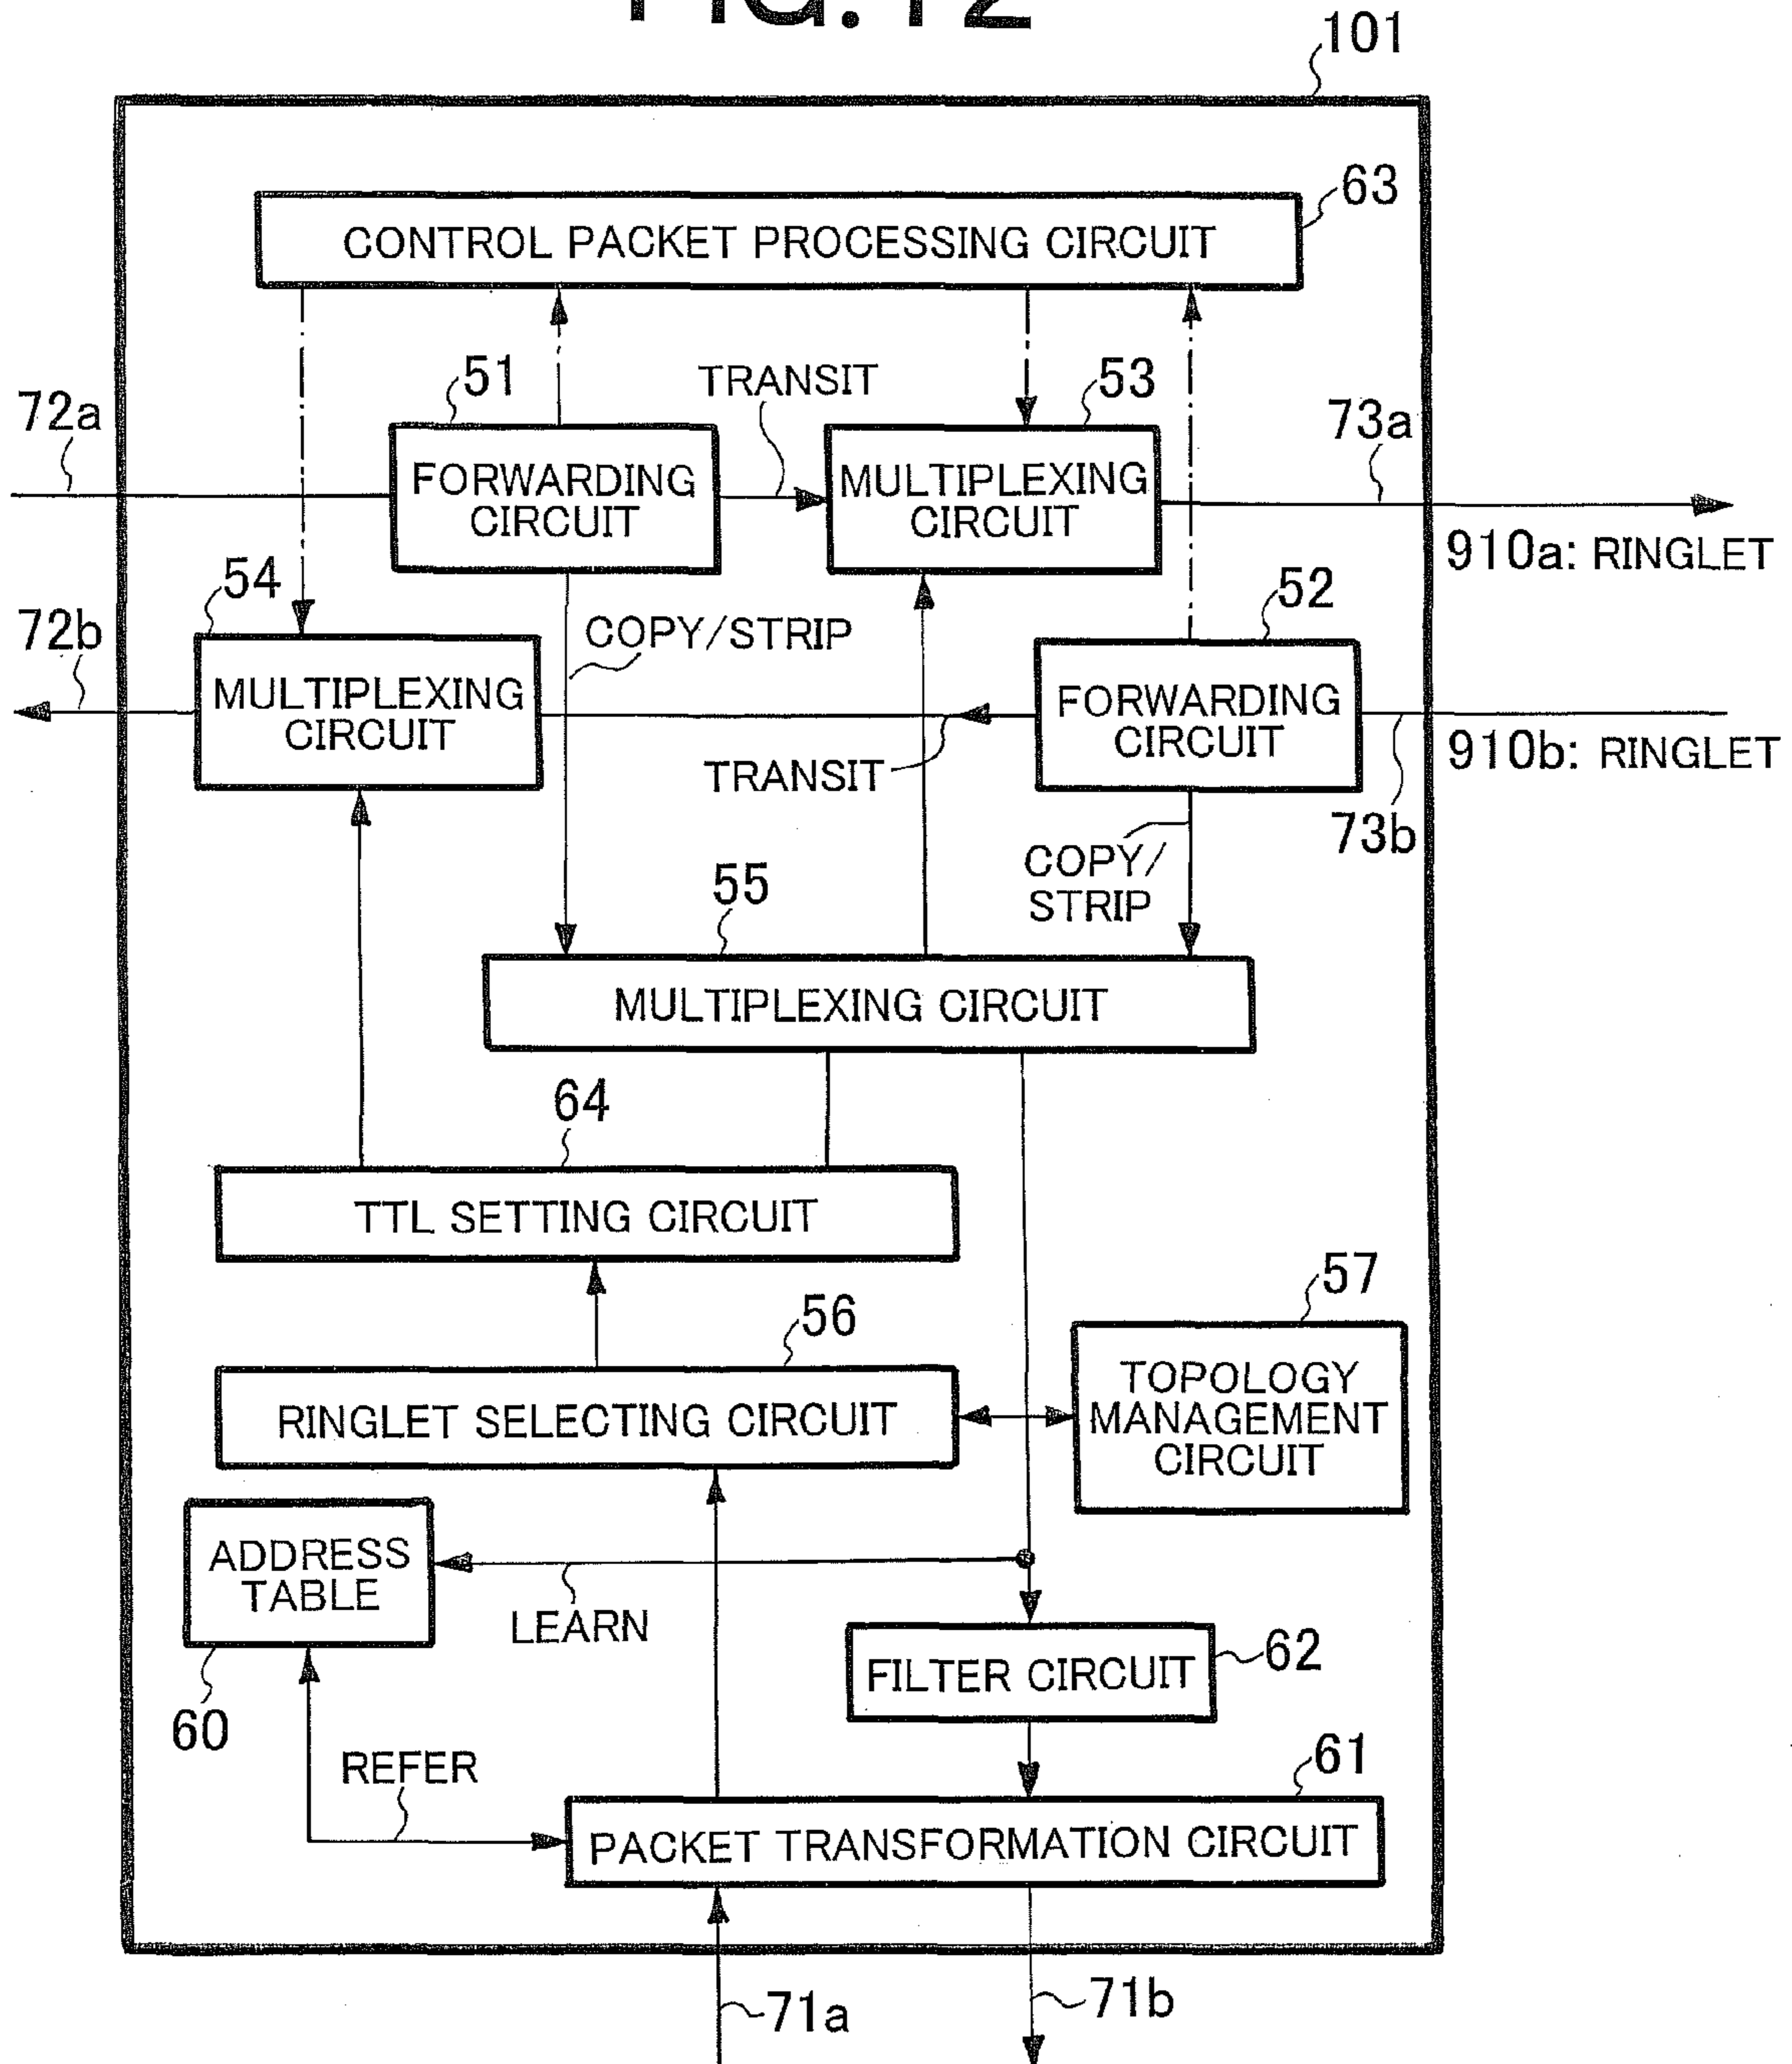 FIG.12
101
63
CONTROL PACKET PROCESSING CIRCUIT
51
TRANSIT
53
72a
73a
FORWARDING
CIRCUIT
MULTIPLEXING
CIRCUIT
910a: RINGLET
54
52
72b
COPY/STRIP
MULTIPLEXING
CIRCUIT
FORWARDING
CIRCUIT
910b: RINGLET
TRANSIT
73b
COPY/
STRIP
55
MULTIPLEXING CIRCUIT
64
TTL SETTING CIRCUIT
57
56
TOPOLOGY
MANAGEMENT
CIRCUIT
RINGLET SELECTING CIRCUIT
ADDRESS
TABLE
LEARN
62
FILTER CIRCUIT
60
REFER
61
PACKET TRANSFORMATION CIRCUIT
71a
71b